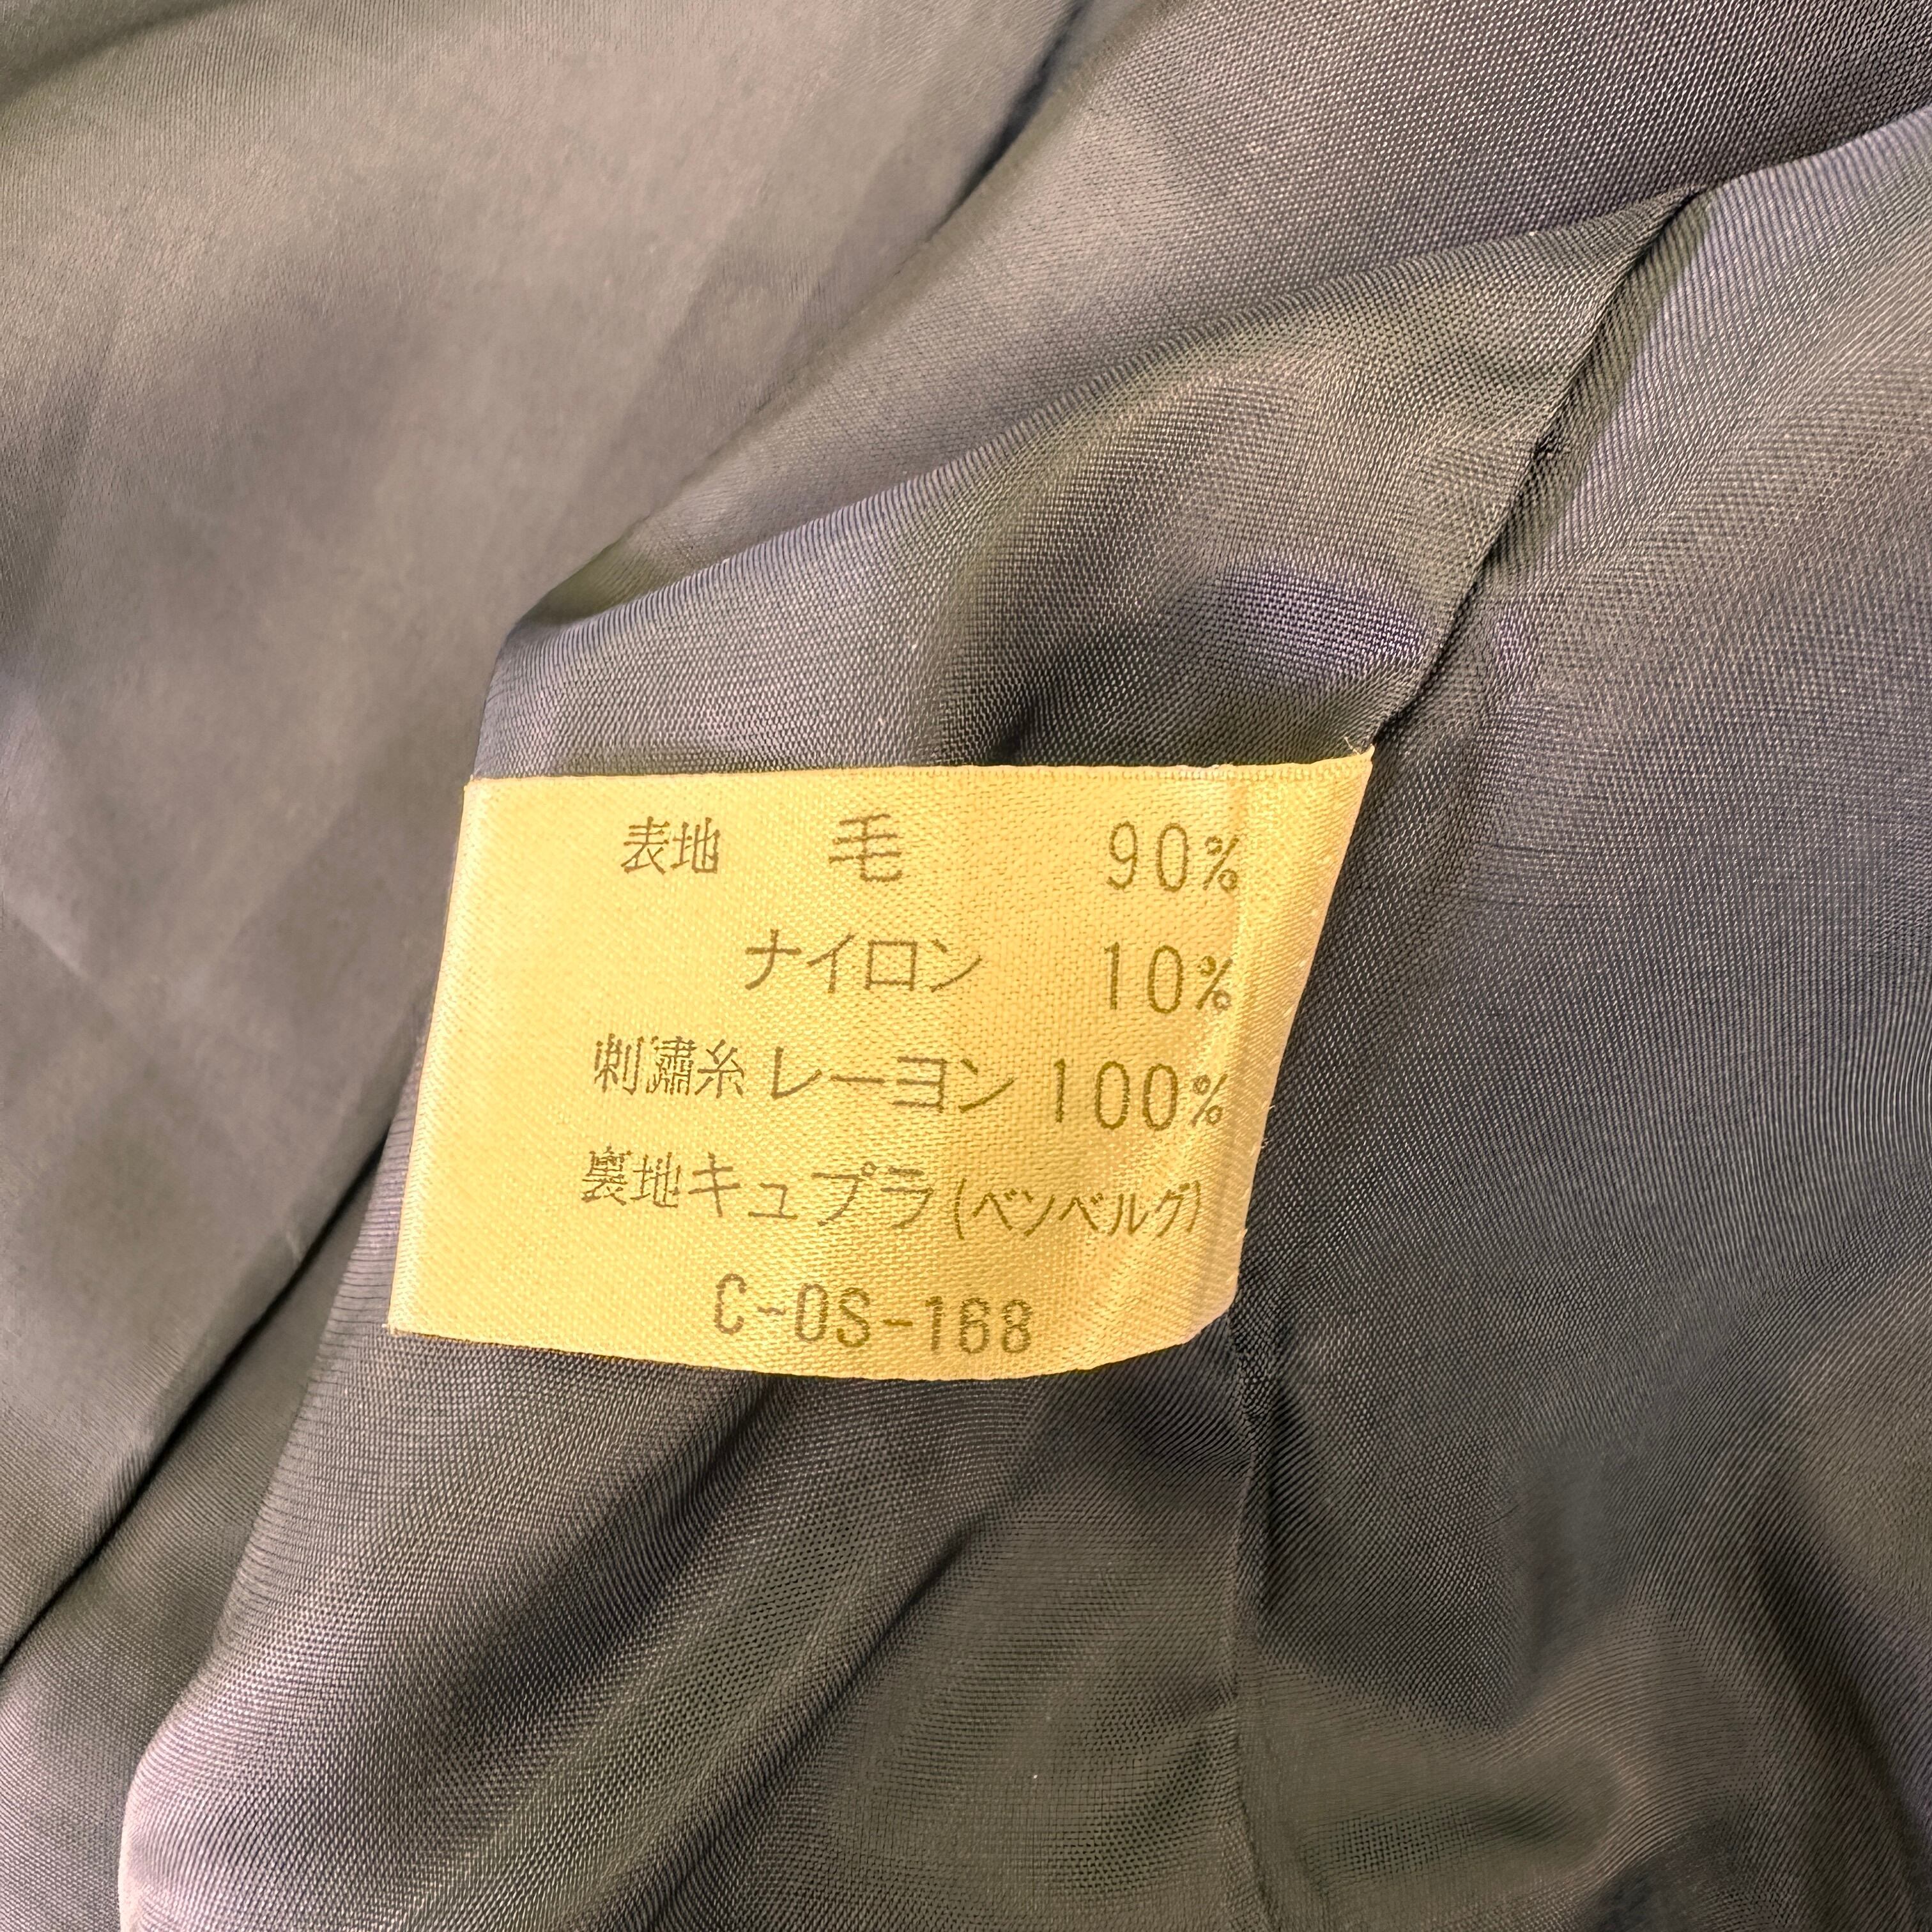 表地 毛 90%
ナイロン 10%
刺繡糸 レーヨン 100%
裏地 キュプラ (ベンベルグ)
C-OS-168